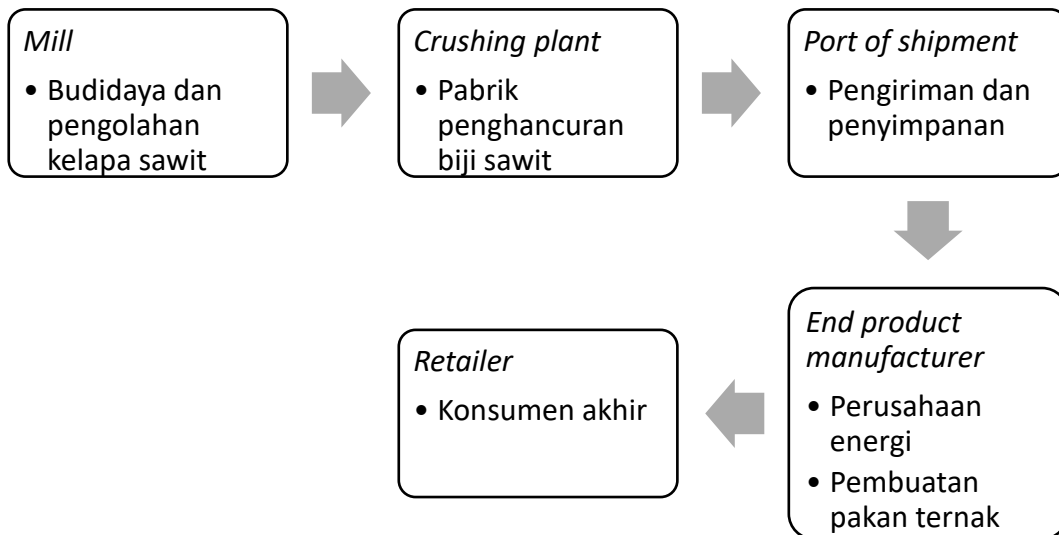 Mill
• Budidaya dan
pengolahan
kelapa sawit
Crushing plant
• Pabrik
penghancuran
biji sawit
Port of shipment
• Pengiriman dan
penyimpanan
End product
manufacturer
• Perusahaan
energi
• Pembuatan
pakan ternak
Retailer
• Konsumen akhir